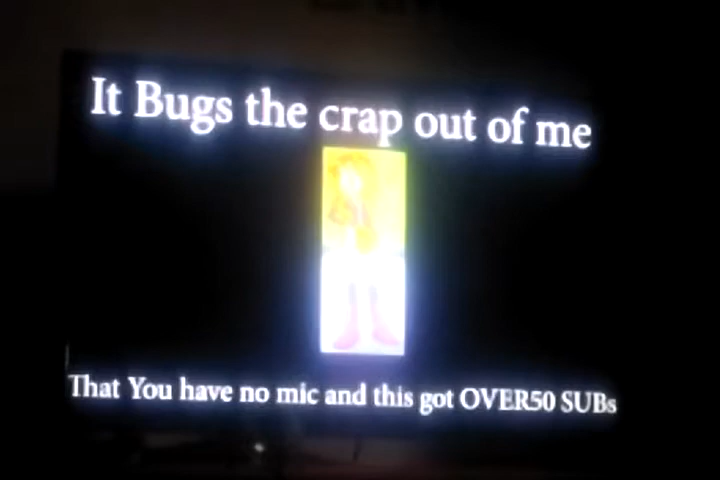 It Bugs the crap out of me
That You have no mic and this got OVER50 SUBs